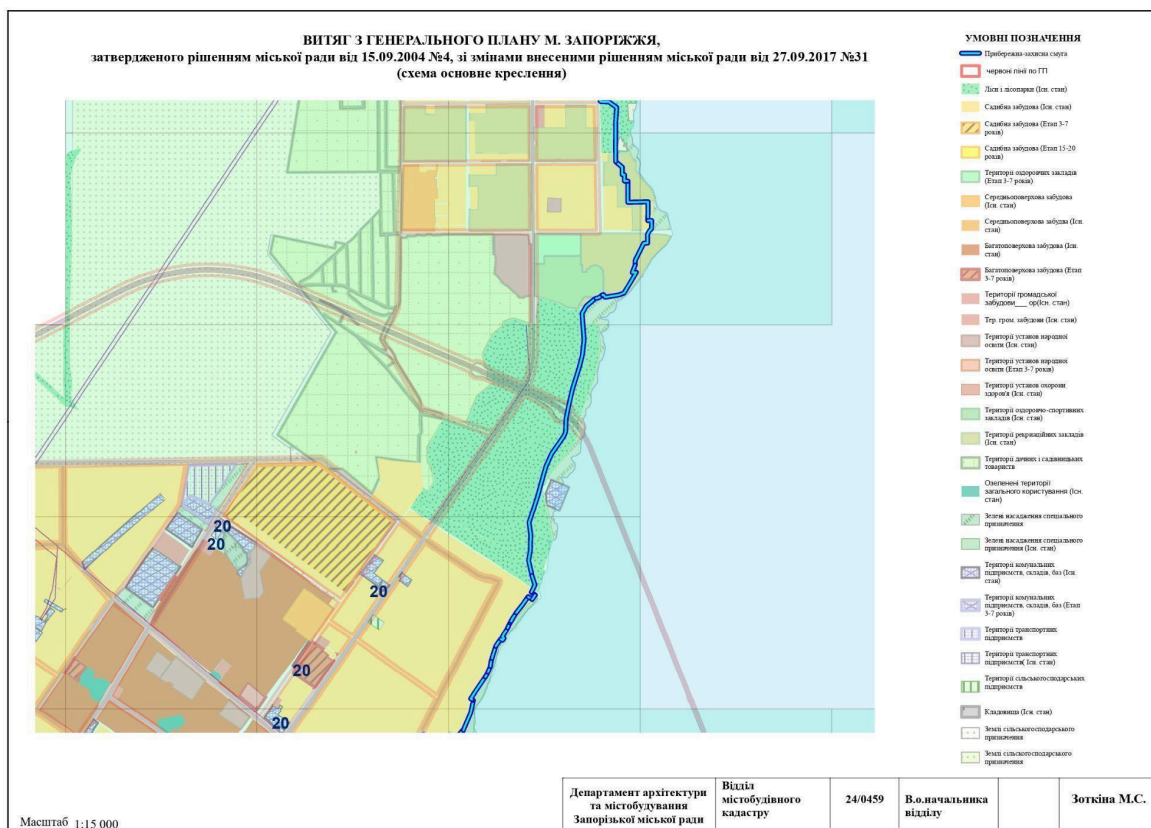 ВИТЯГ З ГЕНЕРАЛЬНОГО ПЛАНУ М. ЗАПОРІЖЖЯ,
затвердженого рішенням міської ради від 15.09.2004 №4, зі змінами внесеними рішенням міської ради від 27.09.2017 №31
(схема основне креслення)
УМОВНІ ПОЗНАЧЕННЯ
Прибережна-захисна смуга
червоні лінії по ГП
Ліси і лісопарки (Існ. стан)
Садибна забудова (Існ. стан)
Садибна забудова (Етап 3-7
років)
Садибна забудова (Етап 15-20
років)
Території оздоровчих закладів
(Етап 3-7 років)
Середньоповерхова забудова
(Існ. стан)
Середньоповерхова забудва (Існ.
стан)
Багатоповерхова забудова (Існ.
стан)
Багатоповерхова забудова (Етап
3-7 років)
Території громадської
забудови___ ор(Існ. стан)
Тер. гром. забудови (Існ. стан)
Території установ народної
освіти (Існ. стан)
Території установ народної
освіти (Етап 3-7 років)
Території установ охорони
здоров'я (Існ. стан)
Території оздоровчо-спортивних
закладів (Існ. стан)
Території рекреаційних закладів
(Існ. стан)
Території дачних і садівницьких
товариств
Озеленені території
загального користування (Існ.
стан)
Зелені насадження спеціального
призначення
Зелені насадження спеціального
призначення (Існ. стан)
Території комунальних
підприємств, складів, баз (Існ.
стан)
Території комунальних
підприємств, складів, баз (Етап
3-7 років)
Території транспортних
підприємств
Території транспортних
підприємств( Існ. стан)
Території сільськогосподарських
підприємств
Кладовища (Існ. стан)
Землі сільськогосподарського
призначення
Землі сільскогосподарського
призначення
20
20
20
20
20
Департамент архітектури
та містобудування
Запорізької міської ради
Відділ
містобудівного
кадастру
24/0459
В.о.начальника
відділу
Зоткіна М.С.
Масштаб 1:15 000